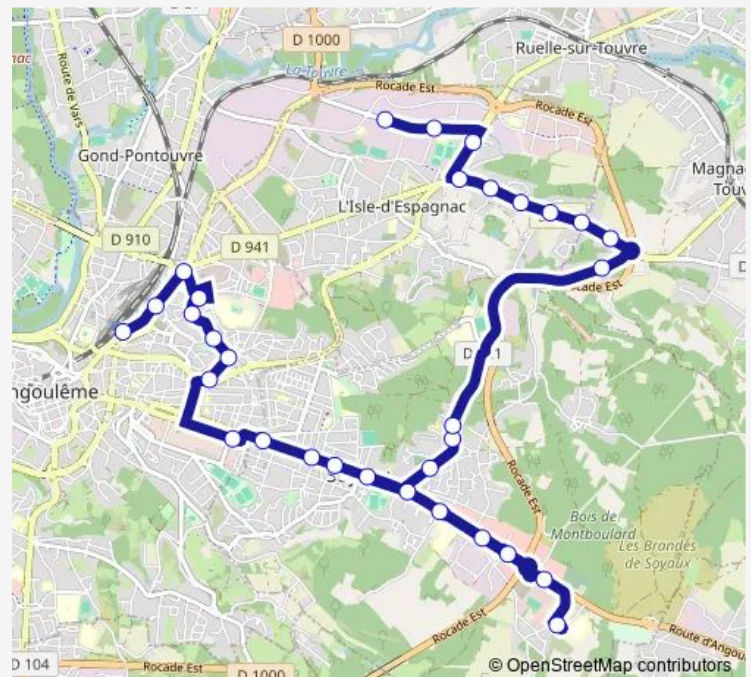 D 1000
Ruelle-sur-Touvre
La Touvre
Rocade Est
Rocade Est
Route de Vars
Gond-Pontouvre
Magnac
Touv
L'Isle-d'Espagnac
D 910
D 941
cade Est
D
ngoulême
Rocade Est
Bois de
Montboulard
Les Brandes
de Soyaux
Rocade Est
Route d'Angou
D 104
Rocade Est
D 1000
© OpenStreetMap contributors